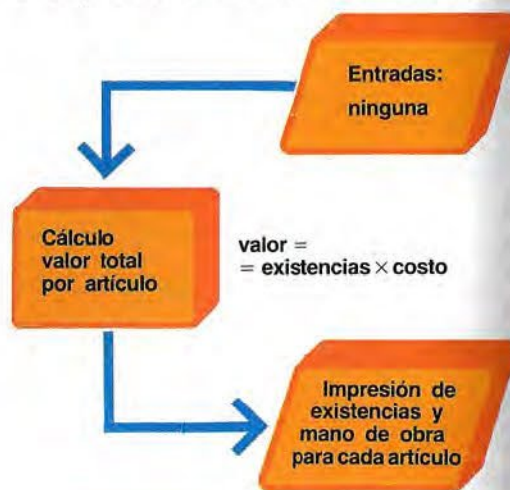 Entradas:
ninguna
Cálculo
valor total
por artículo
valor =
= existencias × costo
Impresión de
existencias y
mano de obra
para cada artículo